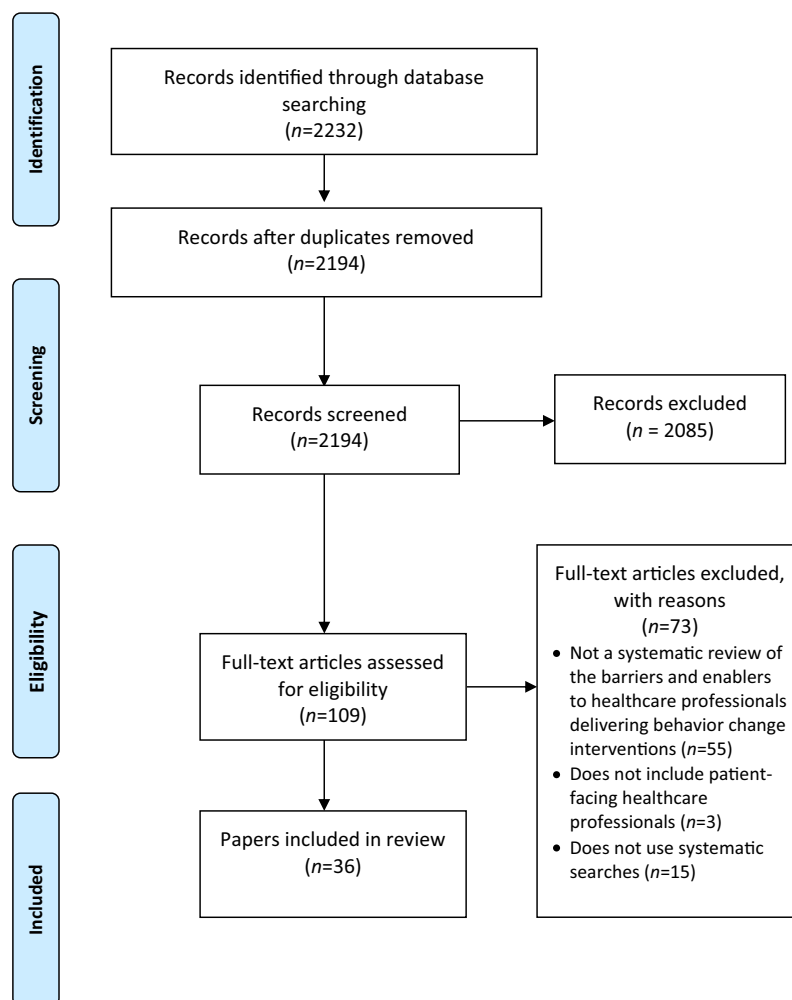 Identification
Records identified through database
searching
(n=2232)
Records after duplicates removed
(n=2194)
Screening
Records screened
(n=2194)
Records excluded
(n = 2085)
Eligibility
Full-text articles assessed
for eligibility
(n=109)
Full-text articles excluded,
with reasons
(n=73)
• Not a systematic review of
the barriers and enablers
to healthcare professionals
delivering behavior change
interventions (n=55)
• Does not include patient-
facing healthcare
professionals (n=3)
• Does not use systematic
searches (n=15)
Included
Papers included in review
(n=36)